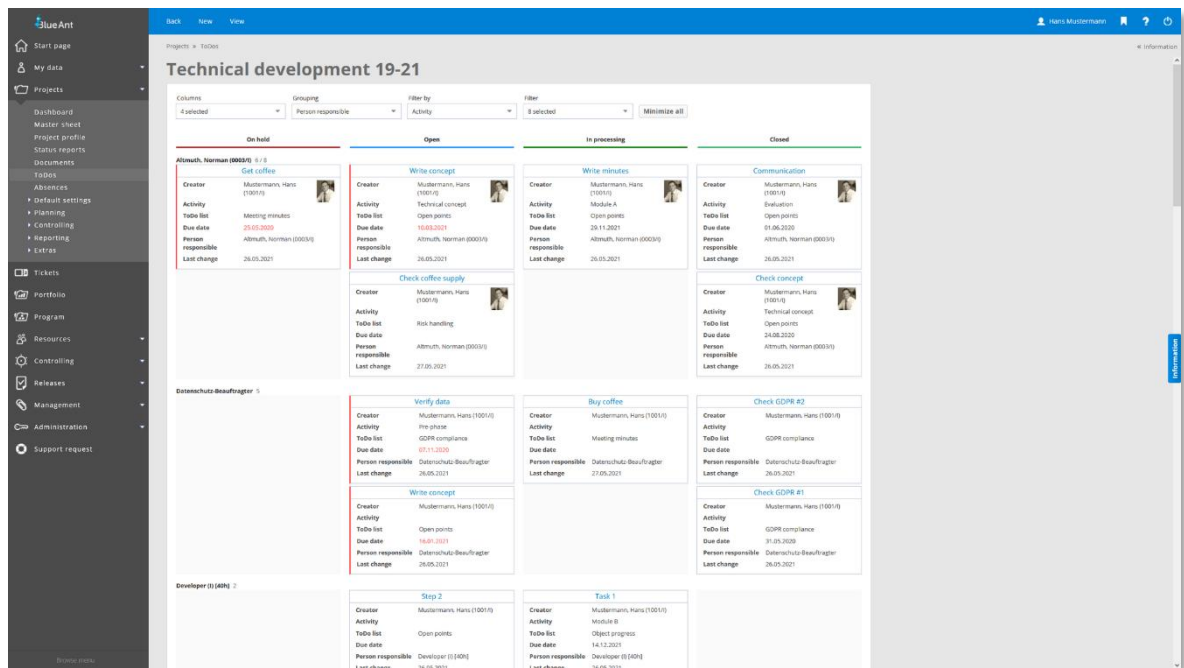 BlueAnt
Back New View
Hans Mustermann ?
Start page
My data
Projects
Dashboard
Master sheet
Project profile
Status reports
Documents
ToDos
Absences
Default settings
Planning
Controlling
Reporting
Extras
Tickets
Portfolio
Program
Resources
Controlling
Releases
Management
Administration
Support request
Browse menu
Projects » ToDos
« Information
Technical development 19-21
Columns Grouping Filter by Filter
4 selected Person responsible Activity 8 selected Minimize all
On hold Open In processing Closed
Altmuth, Norman (0003/I) 6 / 8
Get coffee
Creator Mustermann, Hans
(1001/I)
Activity
ToDo list Meeting minutes
Due date 25.05.2020
Person Altmuth, Norman (0003/I)
responsible
Last change 26.05.2021
Write concept
Creator Mustermann, Hans
(1001/I)
Activity Technical concept
ToDo list Open points
Due date 10.03.2021
Person Altmuth, Norman (0003/I)
responsible
Last change 26.05.2021
Write minutes
Creator Mustermann, Hans
(1001/I)
Activity Module A
ToDo list Open points
Due date 29.11.2021
Person Altmuth, Norman (0003/I)
responsible
Last change 26.05.2021
Communication
Creator Mustermann, Hans
(1001/I)
Activity Evaluation
ToDo list Open points
Due date 01.06.2020
Person Altmuth, Norman (0003/I)
responsible
Last change 26.05.2021
Check coffee supply
Creator Mustermann, Hans
(1001/I)
Activity
ToDo list Risk handling
Due date
Person Altmuth, Norman (0003/I)
responsible
Last change 27.05.2021
Check concept
Creator Mustermann, Hans
(1001/I)
Activity Technical concept
ToDo list Open points
Due date 24.08.2020
Person Altmuth, Norman (0003/I)
responsible
Last change 26.05.2021
Information
Datenschutz-Beauftragter 5
Verify data
Creator Mustermann, Hans (1001/I)
Activity Pre-phase
ToDo list GDPR compliance
Due date 07.11.2020
Person responsible Datenschutz-Beauftragter
Last change 26.05.2021
Buy coffee
Creator Mustermann, Hans (1001/I)
Activity
ToDo list Meeting minutes
Due date
Person responsible Datenschutz-Beauftragter
Last change 27.05.2021
Check GDPR #2
Creator Mustermann, Hans (1001/I)
Activity
ToDo list GDPR compliance
Due date
Person responsible Datenschutz-Beauftragter
Last change 26.05.2021
Write concept
Creator Mustermann, Hans (1001/I)
Activity
ToDo list Open points
Due date 16.01.2021
Person responsible Datenschutz-Beauftragter
Last change 26.05.2021
Check GDPR #1
Creator Mustermann, Hans (1001/I)
Activity
ToDo list GDPR compliance
Due date 31.05.2020
Person responsible Datenschutz-Beauftragter
Last change 26.05.2021
Developer (I) [40h] 2
Step 2
Creator Mustermann, Hans (1001/I)
Activity
ToDo list Open points
Due date
Person responsible Developer (I) [40h]
Last change 26.05.2021
Task 1
Creator Mustermann, Hans (1001/I)
Activity Module B
ToDo list Object progress
Due date 14.12.2021
Person responsible Developer (I) [40h]
Last change 26.05.2021